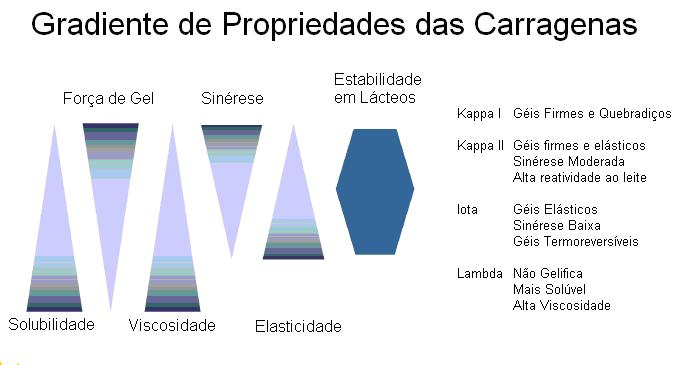 Gradiente de Propriedades das Carragenas
Força de Gel
Sinérese
Estabilidade
em Lácteos
Solubilidade
Viscosidade
Elasticidade
Kappa I Géis Firmes e Quebradiços
Kappa II Géis firmes e elásticos
Sinérese Moderada
Alta reatividade ao leite
Iota Géis Elásticos
Sinérese Baixa
Géis Termoreversíveis
Lambda Não Gelifica
Mais Solúvel
Alta Viscosidade